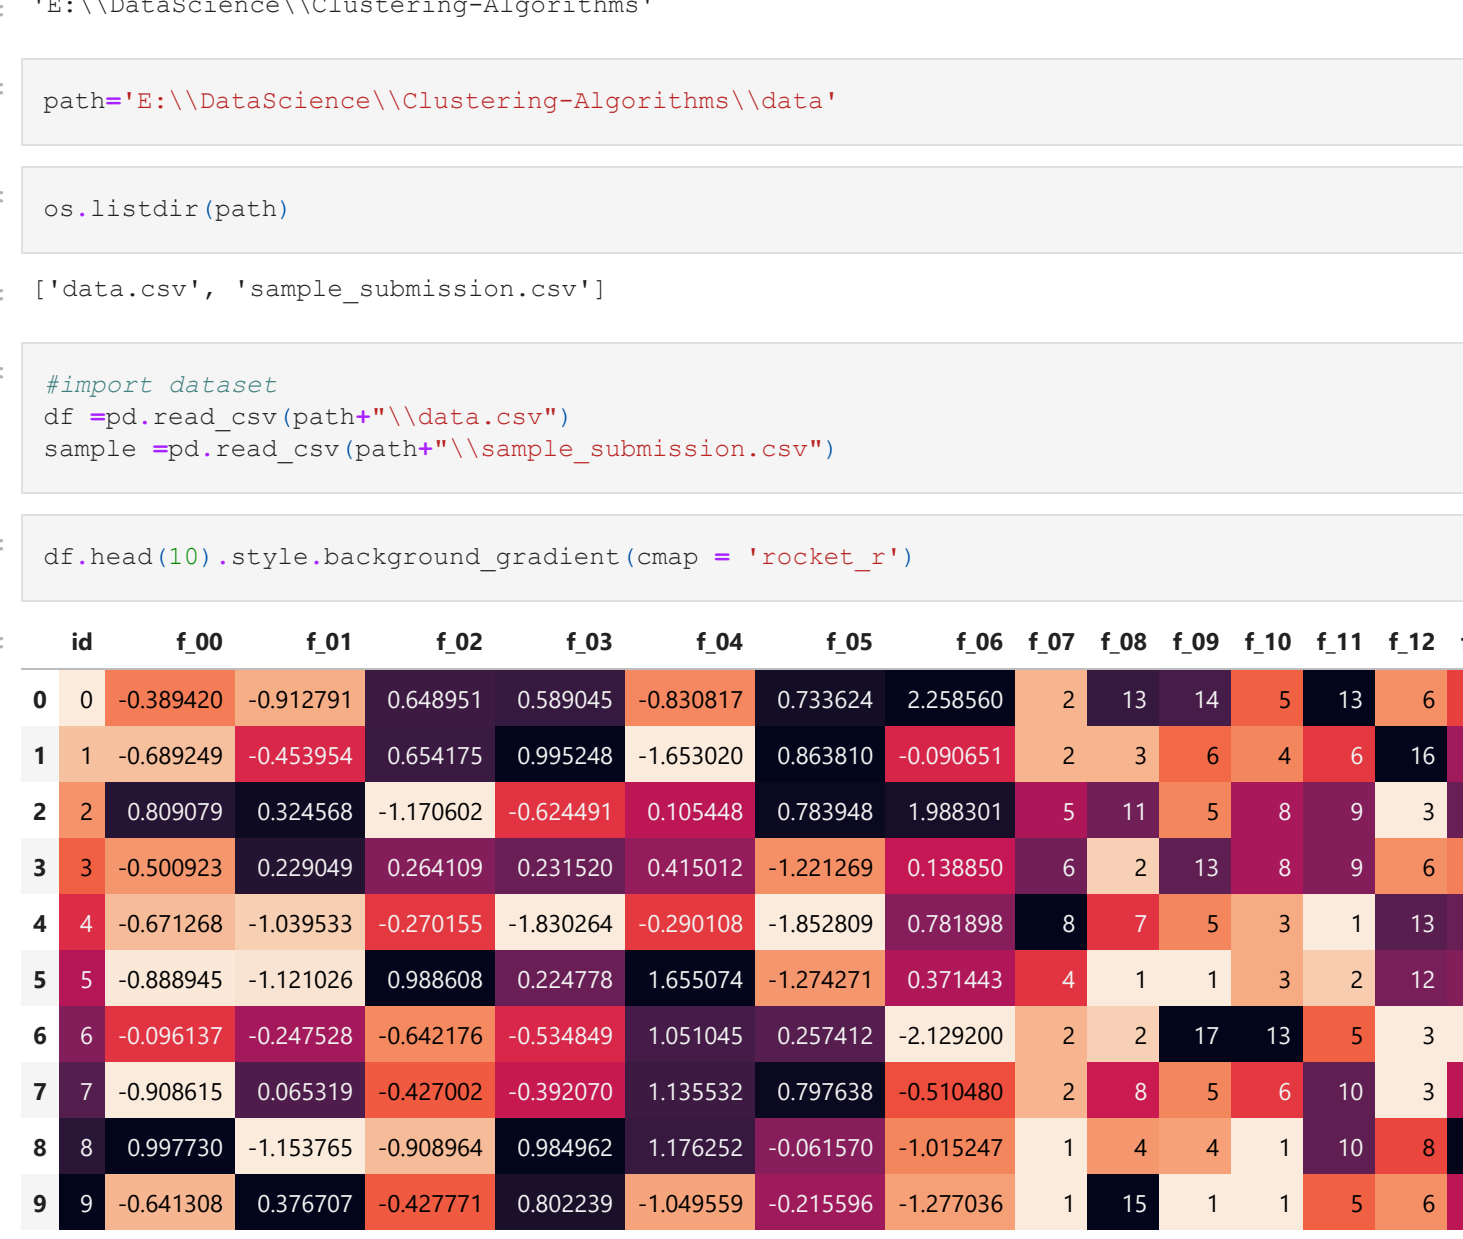 'E:\\DataScience\\Clustering-Algorithms'
path='E:\\DataScience\\Clustering-Algorithms\\data'
os.listdir(path)
['data.csv', 'sample_submission.csv']
#import dataset
df =pd.read_csv(path+"\\data.csv")
sample =pd.read_csv(path+"\\sample_submission.csv")
df.head(10).style.background_gradient(cmap = 'rocket_r')
id f_00 f_01 f_02 f_03 f_04 f_05 f_06 f_07 f_08 f_09 f_10 f_11 f_12
0 0 -0.389420 -0.912791 0.648951 0.589045 -0.830817 0.733624 2.258560 2 13 14 5 13 6
1 1 -0.689249 -0.453954 0.654175 0.995248 -1.653020 0.863810 -0.090651 2 3 6 4 6 16
2 2 0.809079 0.324568 -1.170602 -0.624491 0.105448 0.783948 1.988301 5 11 5 8 9 3
3 3 -0.500923 0.229049 0.264109 0.231520 0.415012 -1.221269 0.138850 6 2 13 8 9 6
4 4 -0.671268 -1.039533 -0.270155 -1.830264 -0.290108 -1.852809 0.781898 8 7 5 3 1 13
5 5 -0.888945 -1.121026 0.988608 0.224778 1.655074 -1.274271 0.371443 4 1 1 3 2 12
6 6 -0.096137 -0.247528 -0.642176 -0.534849 1.051045 0.257412 -2.129200 2 2 17 13 5 3
7 7 -0.908615 0.065319 -0.427002 -0.392070 1.135532 0.797638 -0.510480 2 8 5 6 10 3
8 8 0.997730 -1.153765 -0.908964 0.984962 1.176252 -0.061570 -1.015247 1 4 4 1 10 8
9 9 -0.641308 0.376707 -0.427771 0.802239 -1.049559 -0.215596 -1.277036 1 15 1 1 5 6